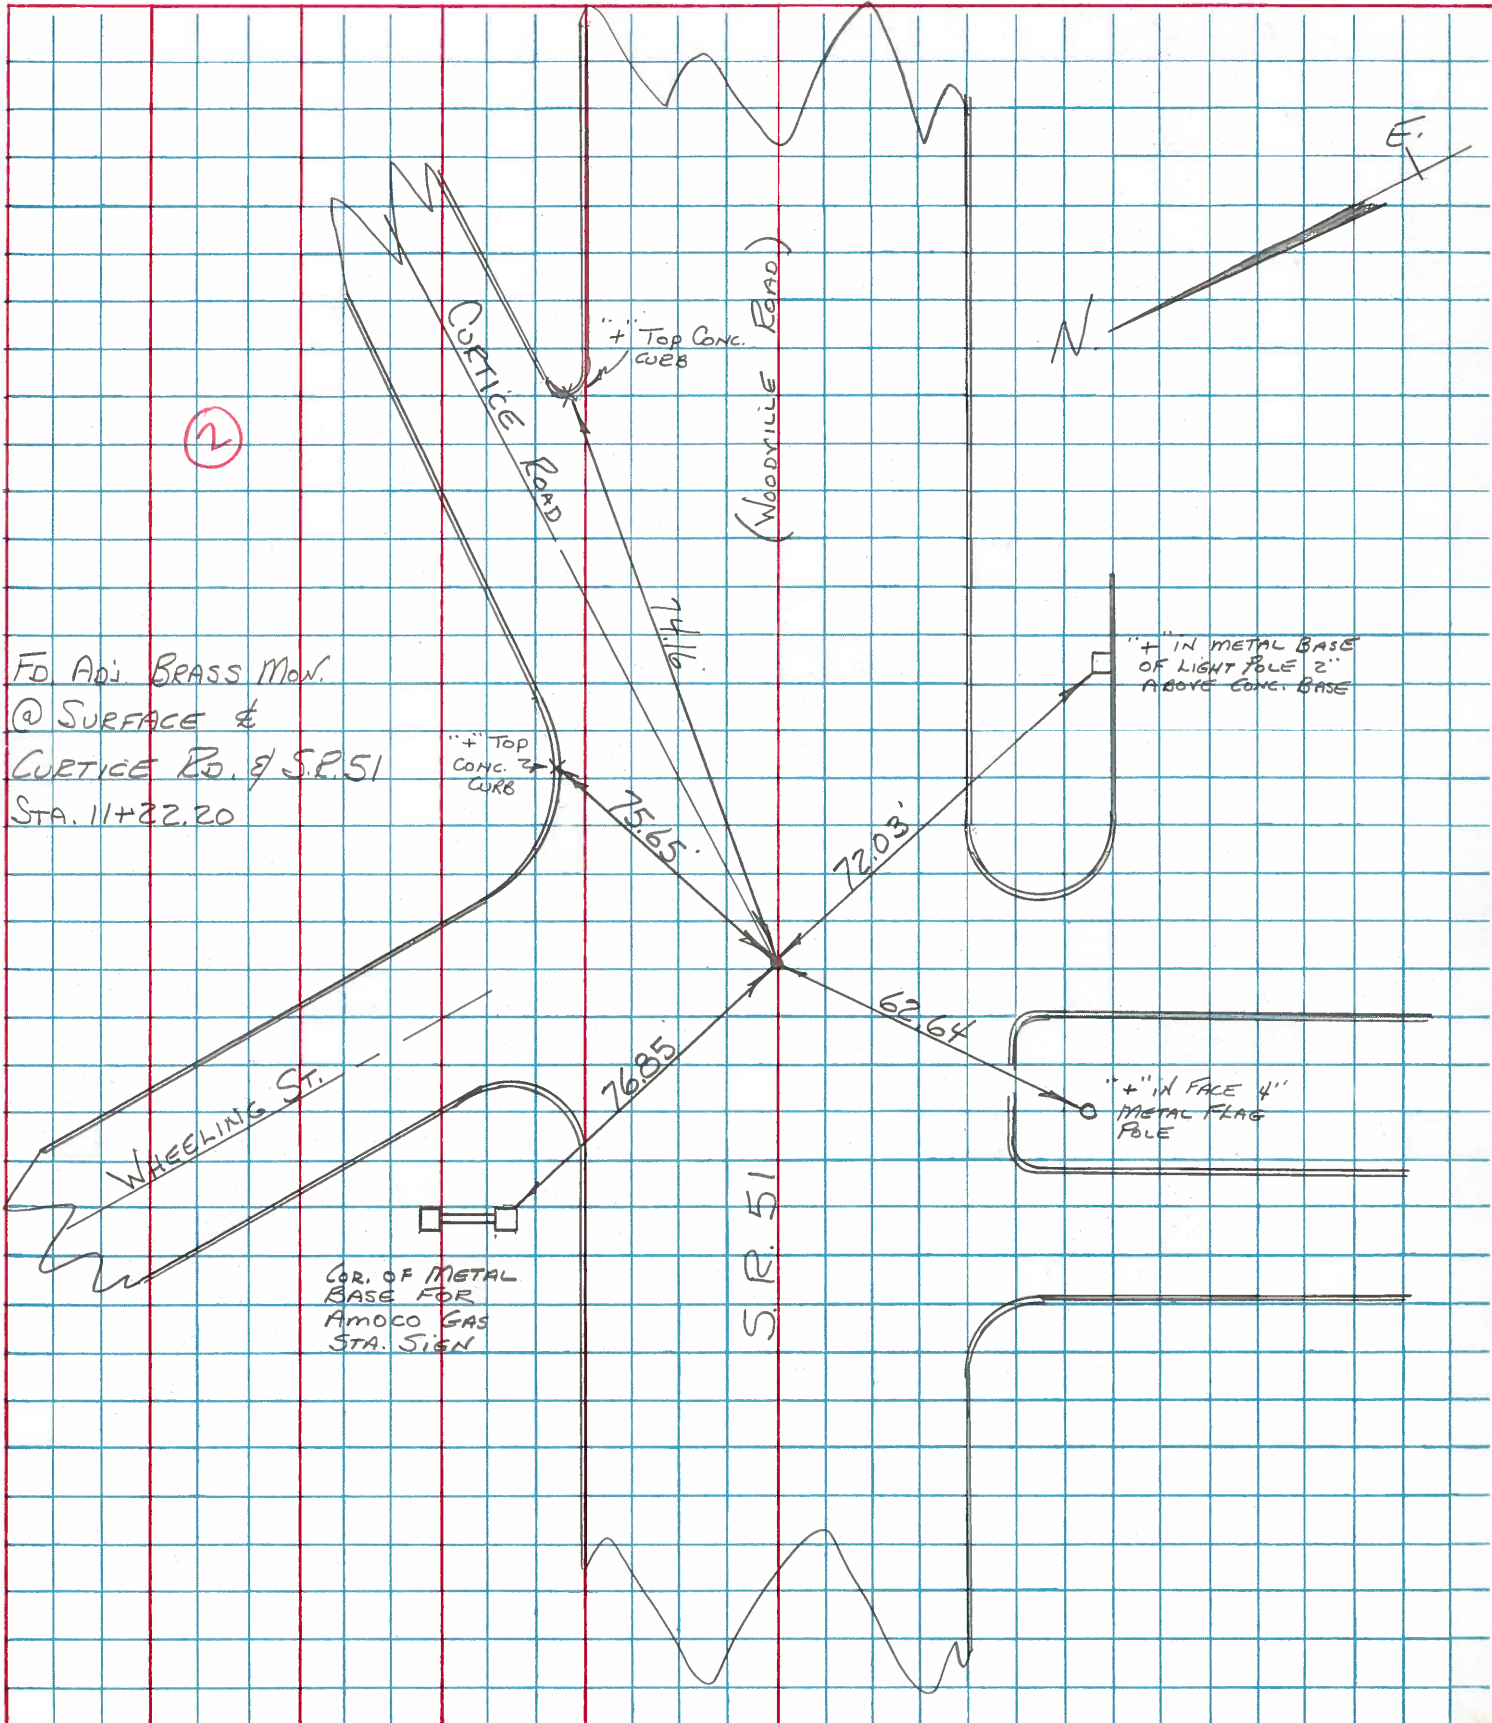 E.
N.
CURTICE ROAD
"+" TOP CONC.
CURB
(WOODVILLE ROAD)
2
74.16'
"+" IN METAL BASE
OF LIGHT POLE 2"
ABOVE CONC. BASE
FD. ADJ. BRASS MON.
@ SURFACE ℄
CURTICE RD. & S.R. 51
STA. 11+22.20
"+" TOP
CONC.
CURB
75.65'
72.03'
62.64
76.85
"+" IN FACE 4"
METAL FLAG
POLE
WHEELING ST.
S.R. 51
COR. OF METAL
BASE FOR
AMOCO GAS
STA. SIGN